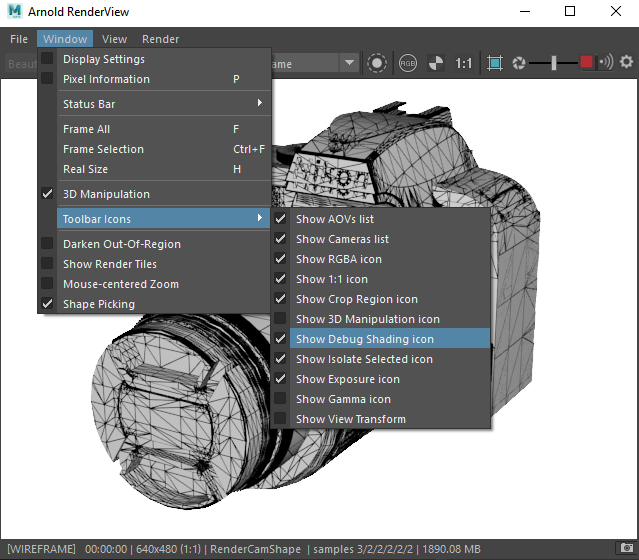 M Arnold RenderView
File Window View Render
Beau
ame
RGB
1:1
Display Settings
Pixel Information P
Status Bar
Frame All F
Frame Selection Ctrl+F
Real Size H
3D Manipulation
Toolbar Icons
Darken Out-Of-Region
Show Render Tiles
Mouse-centered Zoom
Shape Picking
Show AOVs list
Show Cameras list
Show RGBA icon
Show 1:1 icon
Show Crop Region icon
Show 3D Manipulation icon
Show Debug Shading icon
Show Isolate Selected icon
Show Exposure icon
Show Gamma icon
Show View Transform
[WIREFRAME] 00:00:00 | 640x480 (1:1) | RenderCamShape | samples 3/2/2/2/2/2 | 1890.08 MB